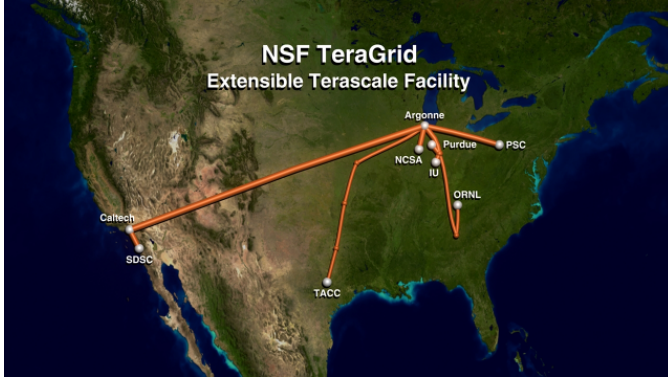 NSF TeraGrid
Extensible Terascale Facility
Argonne
NCSA
Purdue
PSC
IU
ORNL
Caltech
SDSC
TACC